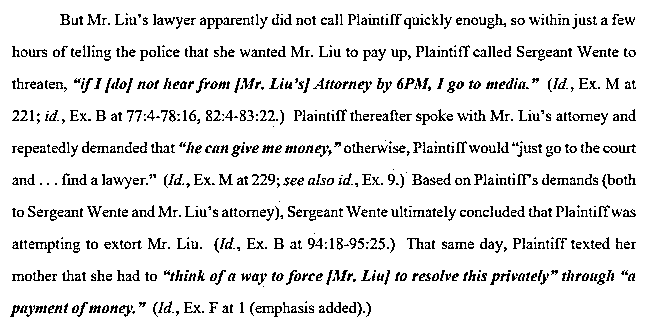 But Mr. Liu's lawyer apparently did not call Plaintiff quickly enough, so within just a few
hours of telling the police that she wanted Mr. Liu to pay up, Plaintiff called Sergeant Wente to
threaten, "if I [do] not hear from [Mr. Liu's] Attorney by 6PM, I go to media." (Id., Ex. M at
221; id., Ex. B at 77:4-78:16, 82:4-83:22.) Plaintiff thereafter spoke with Mr. Liu's attorney and
repeatedly demanded that "he can give me money," otherwise, Plaintiff would "just go to the court
and . . . find a lawyer." (Id., Ex. M at 229; see also id., Ex. 9.) Based on Plaintiff's demands (both
to Sergeant Wente and Mr. Liu's attorney), Sergeant Wente ultimately concluded that Plaintiff was
attempting to extort Mr. Liu. (Id., Ex. B at 94:18-95:25.) That same day, Plaintiff texted her
mother that she had to "think of a way to force [Mr. Liu] to resolve this privately" through "a
payment of money." (Id., Ex. F at 1 (emphasis added).)